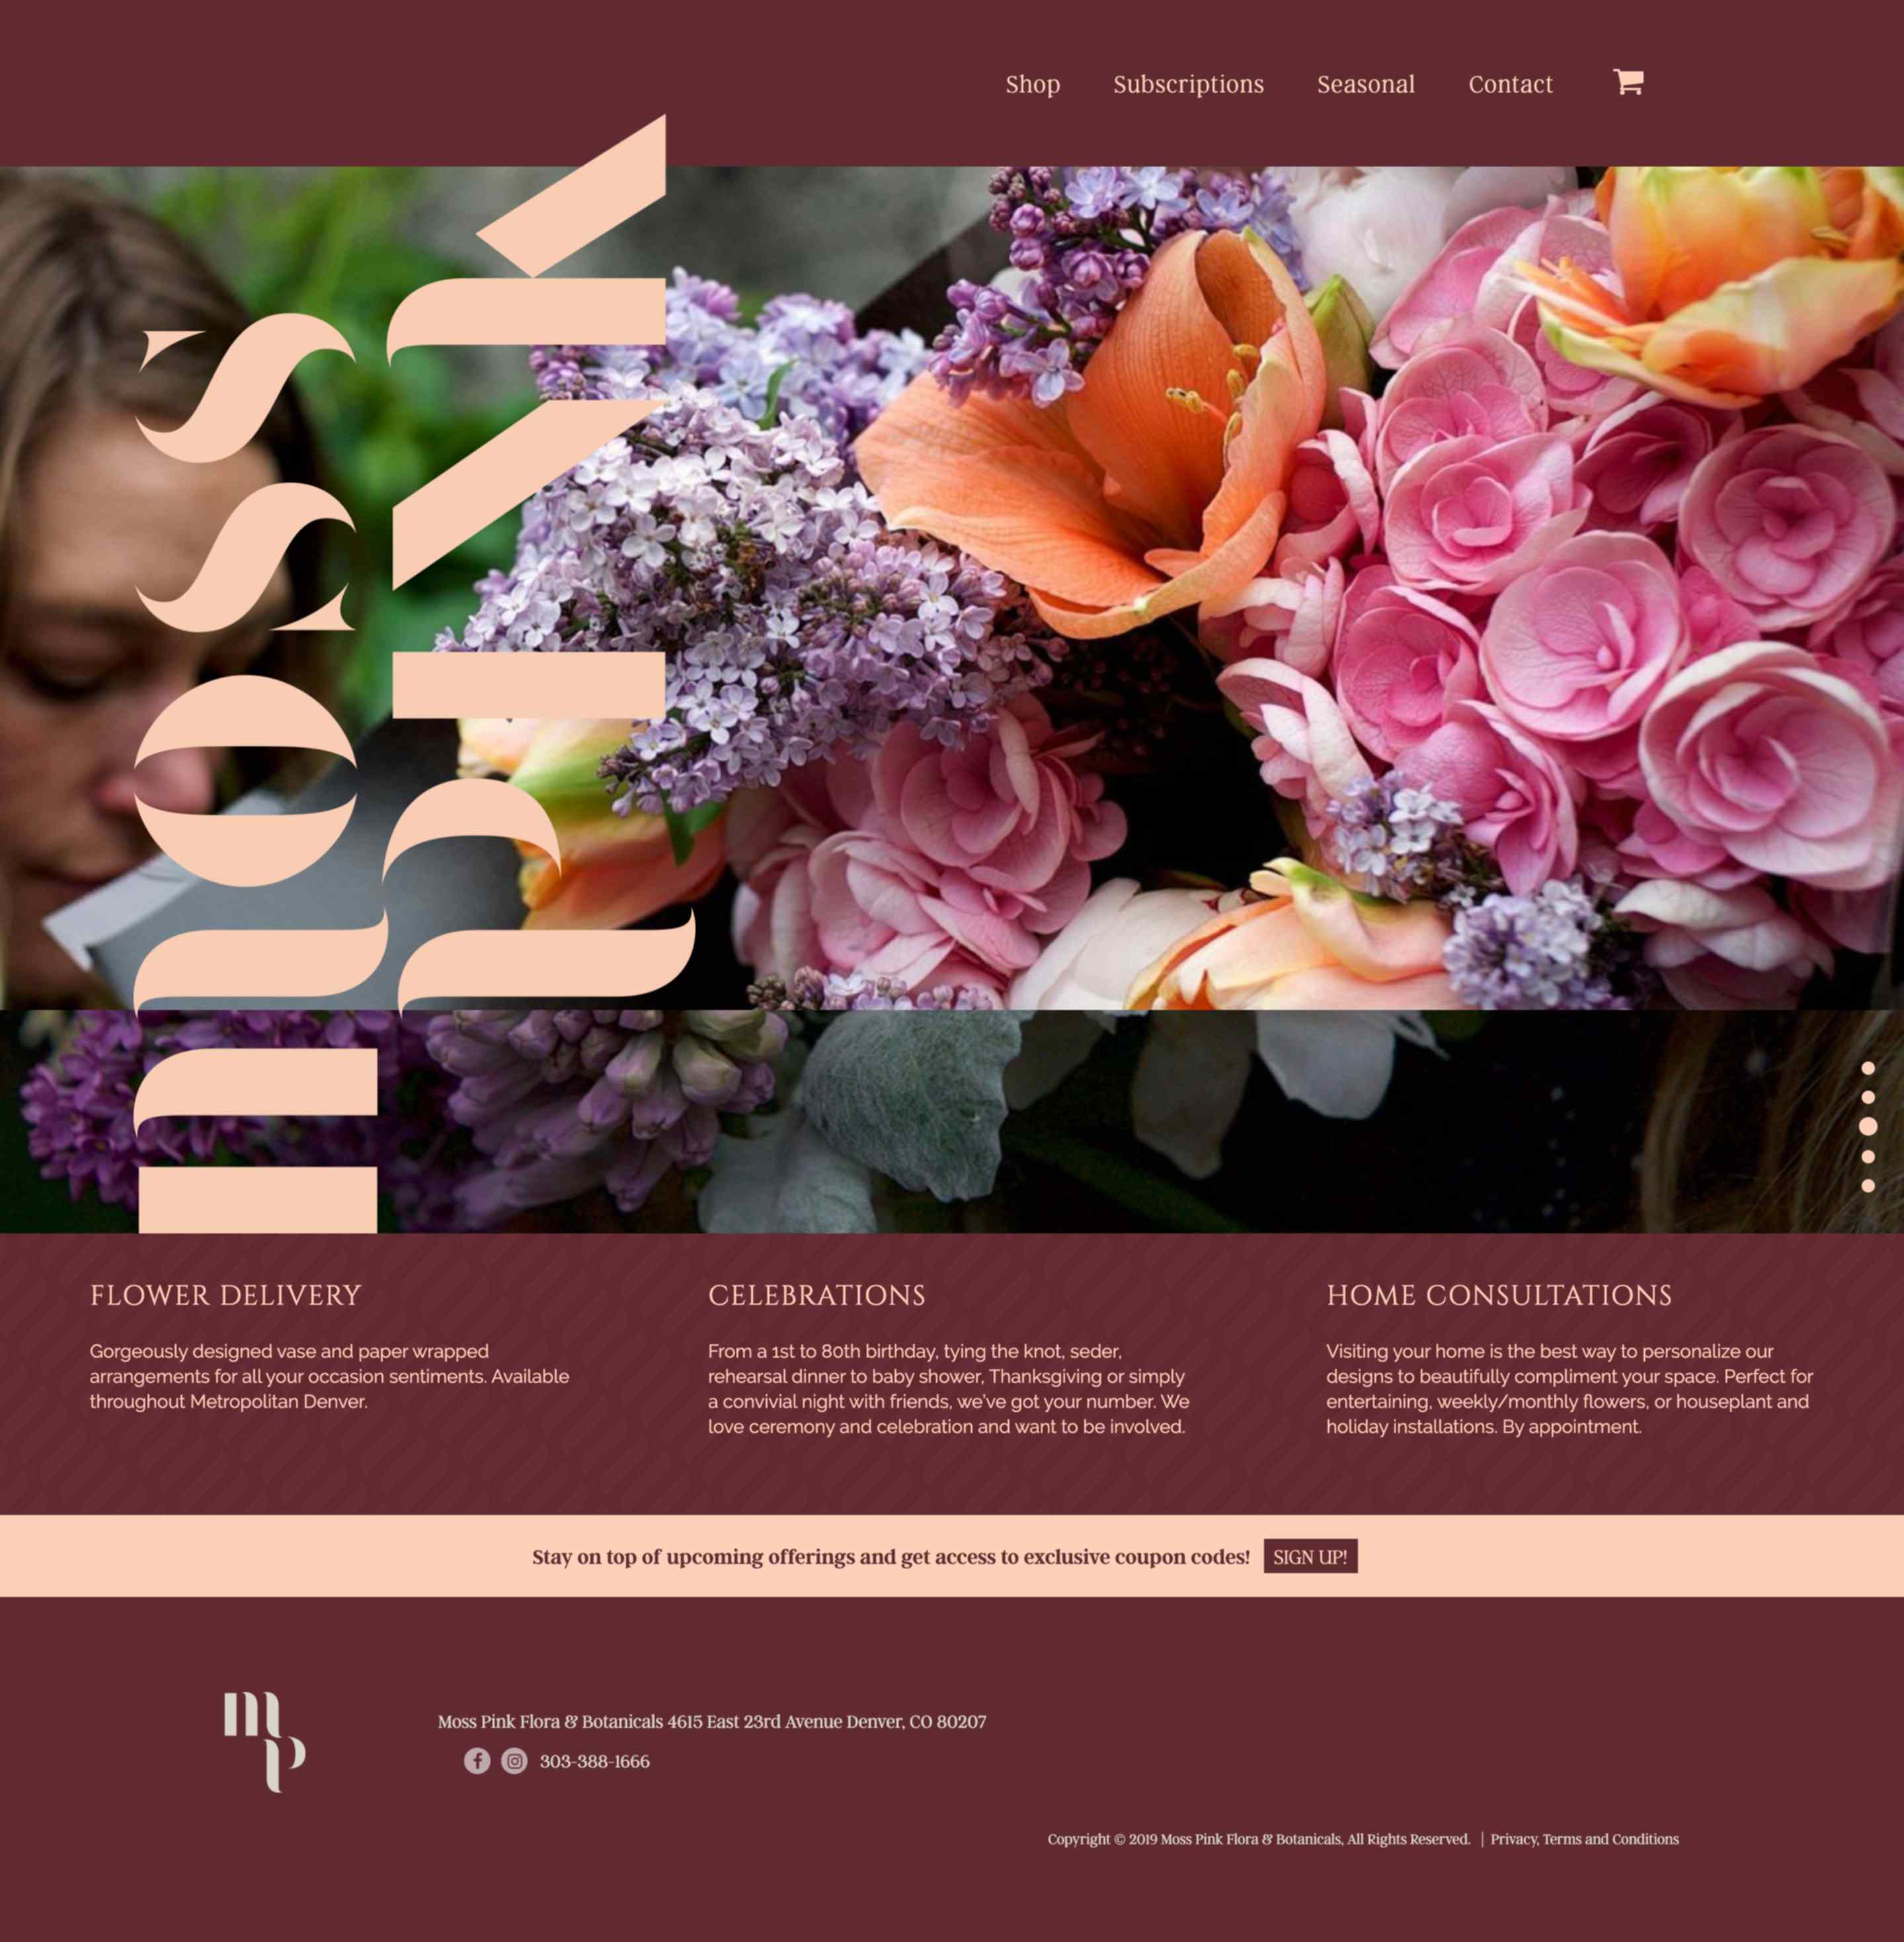 Shop Subscriptions Seasonal Contact
moss
pink
FLOWER DELIVERY
Gorgeously designed vase and paper wrapped
arrangements for all your occasion sentiments. Available
throughout Metropolitan Denver.
CELEBRATIONS
From a 1st to 80th birthday, tying the knot, seder,
rehearsal dinner to baby shower, Thanksgiving or simply
a convivial night with friends, we've got your number. We
love ceremony and celebration and want to be involved.
HOME CONSULTATIONS
Visiting your home is the best way to personalize our
designs to beautifully compliment your space. Perfect for
entertaining, weekly/monthly flowers, or houseplant and
holiday installations. By appointment.
Stay on top of upcoming offerings and get access to exclusive coupon codes! SIGN UP!
mp
Moss Pink Flora & Botanicals 4615 East 23rd Avenue Denver, CO 80207
303-388-1666
Copyright © 2019 Moss Pink Flora & Botanicals, All Rights Reserved. | Privacy, Terms and Conditions